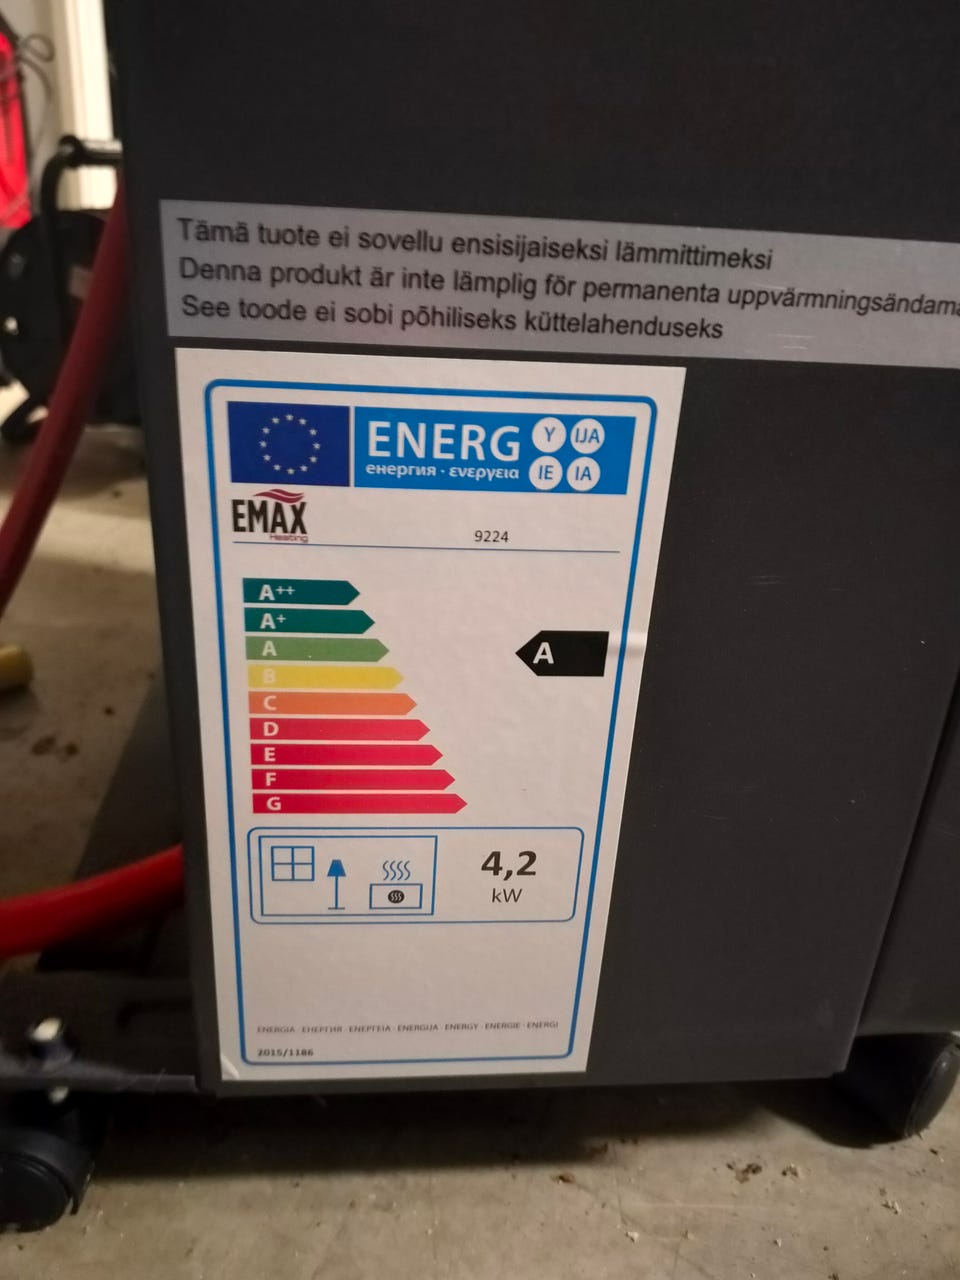 Tämä tuote ei sovellu ensisijaiseksi lämmittimeksi
Denna produkt är inte lämplig för permanenta uppvärmningsändamå
See toode ei sobi põhiliseks küttelahenduseks
ENERG Y IJA
енергия · ενεργεια IE IA
EMAX
Heating
9224
A++
A+
A
A
B
C
D
E
F
G
4,2
kW
ENERGIA · ЕНЕРГИЯ · ΕΝΕΡΓΕΙΑ · ENERGIJA · ENERGY · ENERGIE · ENERGI
2015/1186